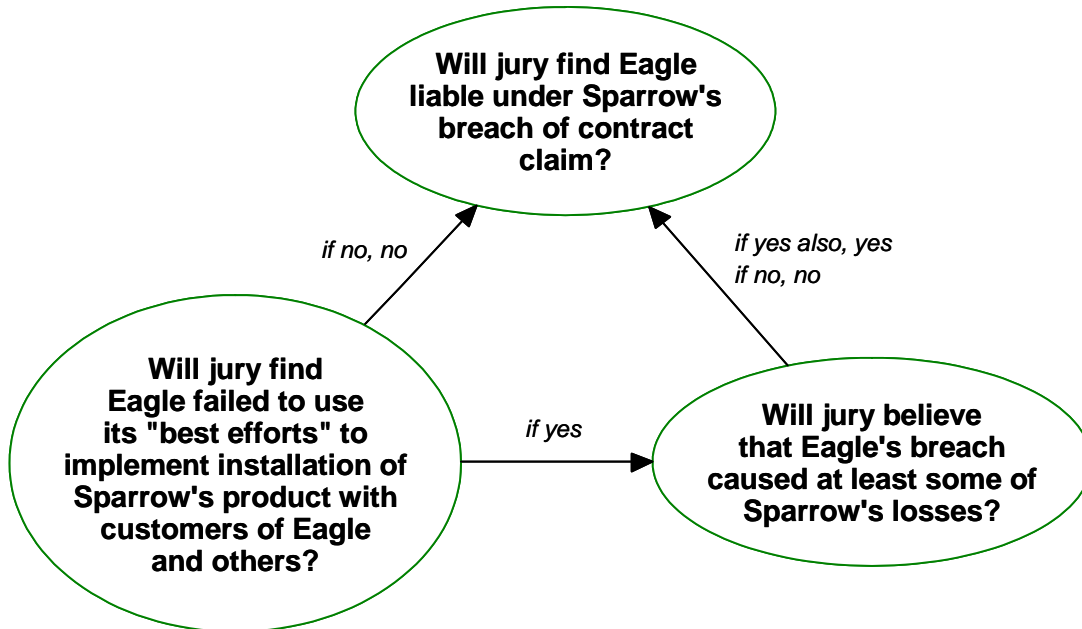 Will jury find Eagle
liable under Sparrow's
breach of contract
claim?
if no, no
if yes also, yes
if no, no
Will jury find
Eagle failed to use
its "best efforts" to
implement installation of
Sparrow's product with
customers of Eagle
and others?
if yes
Will jury believe
that Eagle's breach
caused at least some of
Sparrow's losses?